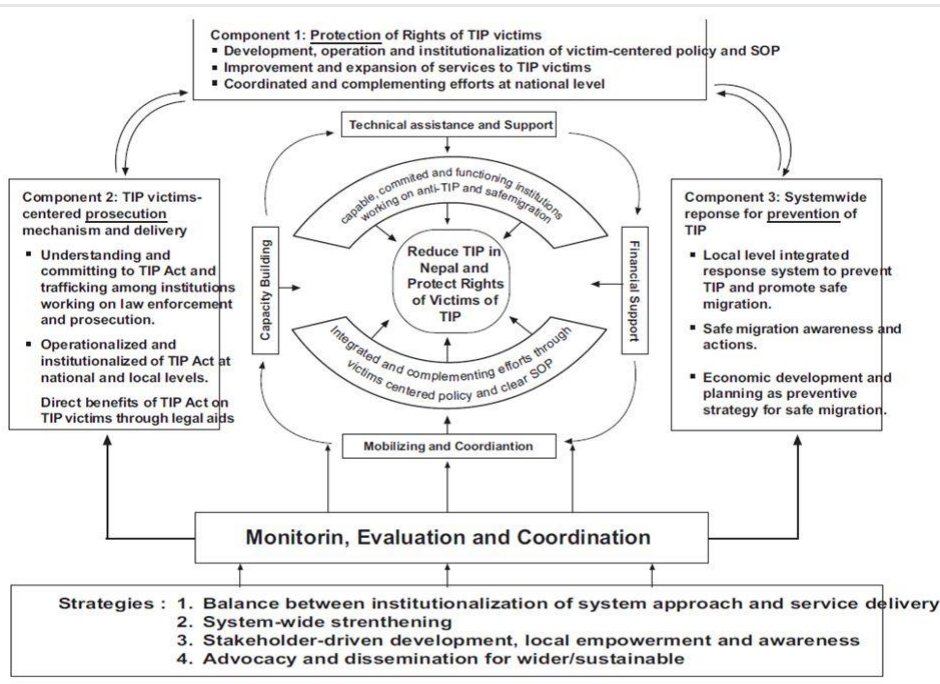 Component 1: Protection of Rights of TIP victims
▪ Development, operation and institutionalization of victim-centered policy and SOP
▪ Improvement and expansion of services to TIP victims
▪ Coordinated and complementing efforts at national level
Technical assistance and Support
capable, commited and functioning institutions
working on anti-TIP and safemigration
Component 2: TIP victims-
centered prosecution
mechanism and delivery
▪ Understanding and
committing to TIP Act and
trafficking among institutions
working on law enforcement
and prosecution.
▪ Operationalized and
institutionalized of TIP Act at
national and local levels.
Direct benefits of TIP Act on
TIP victims through legal aids
Capacity Building
Reduce TIP in
Nepal and
Protect Rights
of Victims of
TIP
Financial Support
Component 3: Systemwide
reponse for prevention of
TIP
▪ Local level integrated
response system to prevent
TIP and promote safe
migration.
▪ Safe migration awareness and
actions.
▪ Economic development and
planning as preventive
strategy for safe migration.
Integrated and complementing efforts through
victims centered policy and clear SOP
Mobilizing and Coordiantion
Monitorin, Evaluation and Coordination
Strategies : 1. Balance between institutionalization of system approach and service delivery
2. System-wide strenthening
3. Stakeholder-driven development, local empowerment and awareness
4. Advocacy and dissemination for wider/sustainable